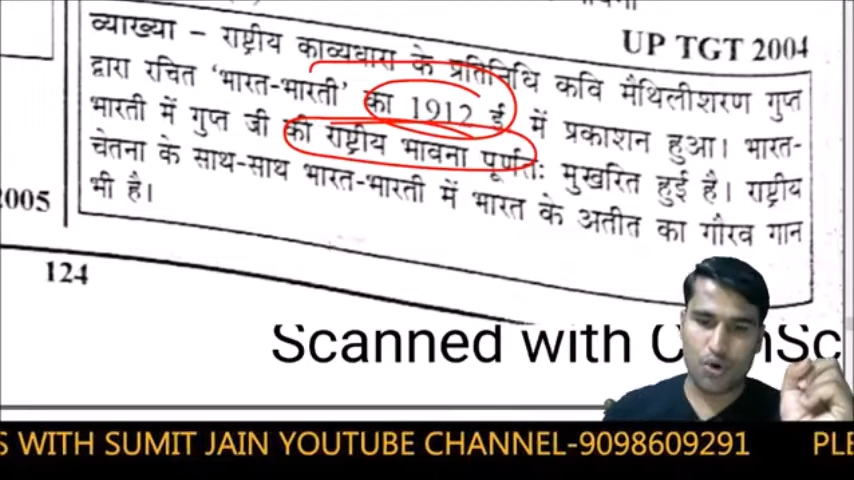 व्याख्या – राष्ट्रीय काव्यधारा के प्रतिनिधि कवि मैथिलीशरण गुप्त
UP TGT 2004
द्वारा रचित 'भारत-भारती' का 1912 ई में प्रकाशन हुआ। भारत-
भारती में गुप्त जी की राष्ट्रीय भावना पूर्णतः मुखरित हुई है। राष्ट्रीय
चेतना के साथ-साथ भारत-भारती में भारत के अतीत का गौरव गान
भी है।
2005
124
Scanned with
S WITH SUMIT JAIN YOUTUBE CHANNEL-9098609291 PLE